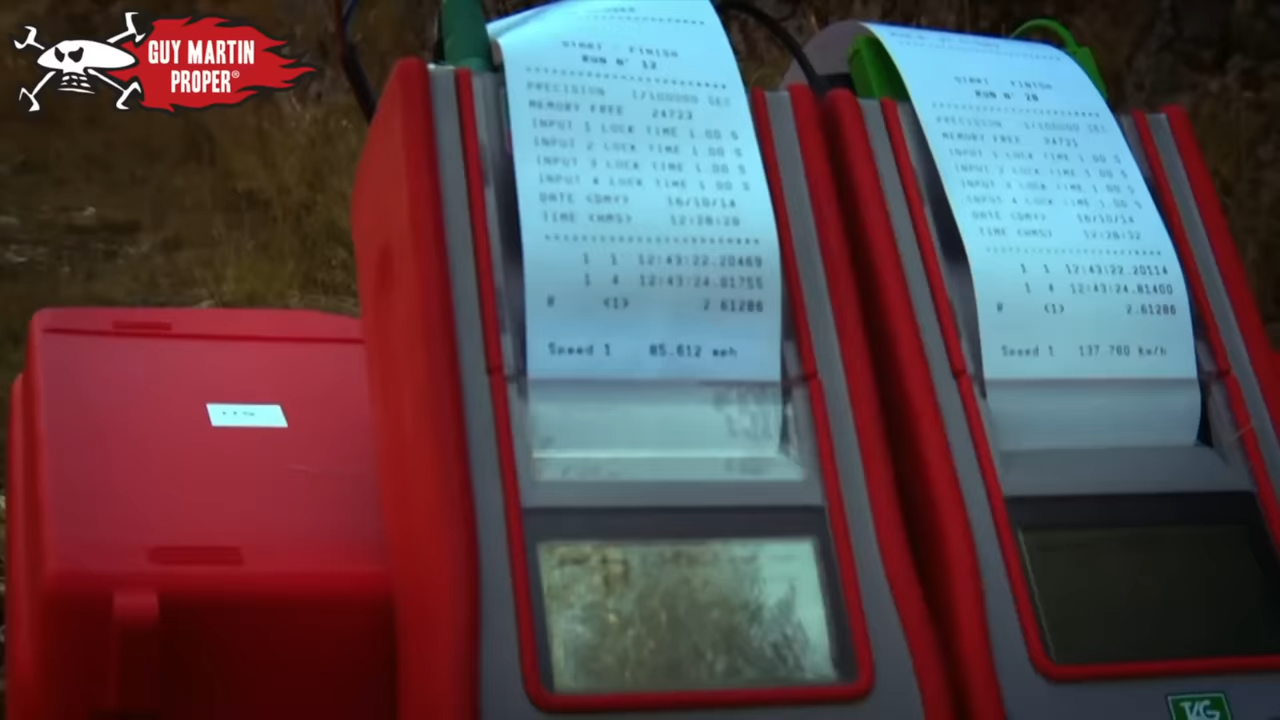 GUY MARTIN
PROPER®
START - FINISH
RUN N° 12
PRECISION 1/100000 SEC
MEMORY FREE 24723
INPUT 1 LOCK TIME 1.00 S
INPUT 2 LOCK TIME 1.00 S
INPUT 3 LOCK TIME 1.00 S
INPUT 4 LOCK TIME 1.00 S
DATE <DMY> 16/10/14
TIME <HMS> 12:28:20
1 1 12:43:22.20469
1 4 12:43:24.81755
# <1> 2.61286
Speed 1 85.612 mph
START - FINISH
RUN N° 28
PRECISION 1/100000 SEC
MEMORY FREE 24721
INPUT 1 LOCK TIME 1.00 S
INPUT 2 LOCK TIME 1.00 S
INPUT 3 LOCK TIME 1.00 S
INPUT 4 LOCK TIME 1.00 S
DATE <DMY> 16/10/14
TIME <HMS> 12:28:32
1 1 12:43:22.20114
1 4 12:43:24.81400
# <1> 2.61286
Speed 1 137.780 Km/h
TAG